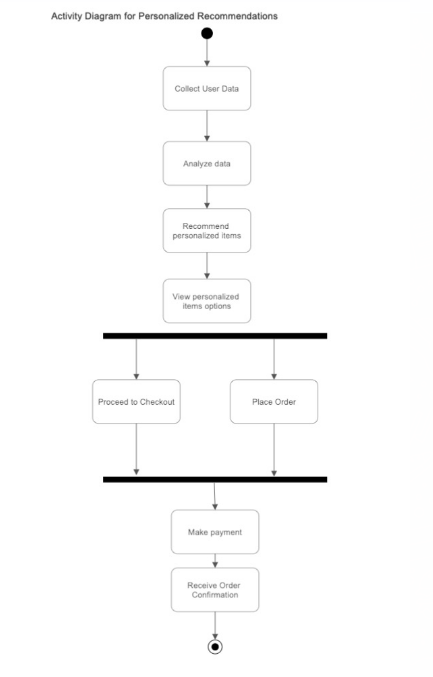 Activity Diagram for Personalized Recommendations
Collect User Data
Analyze data
Recommend
personalized items
View personalized
items options
Proceed to Checkout
Place Order
Make payment
Receive Order
Confirmation